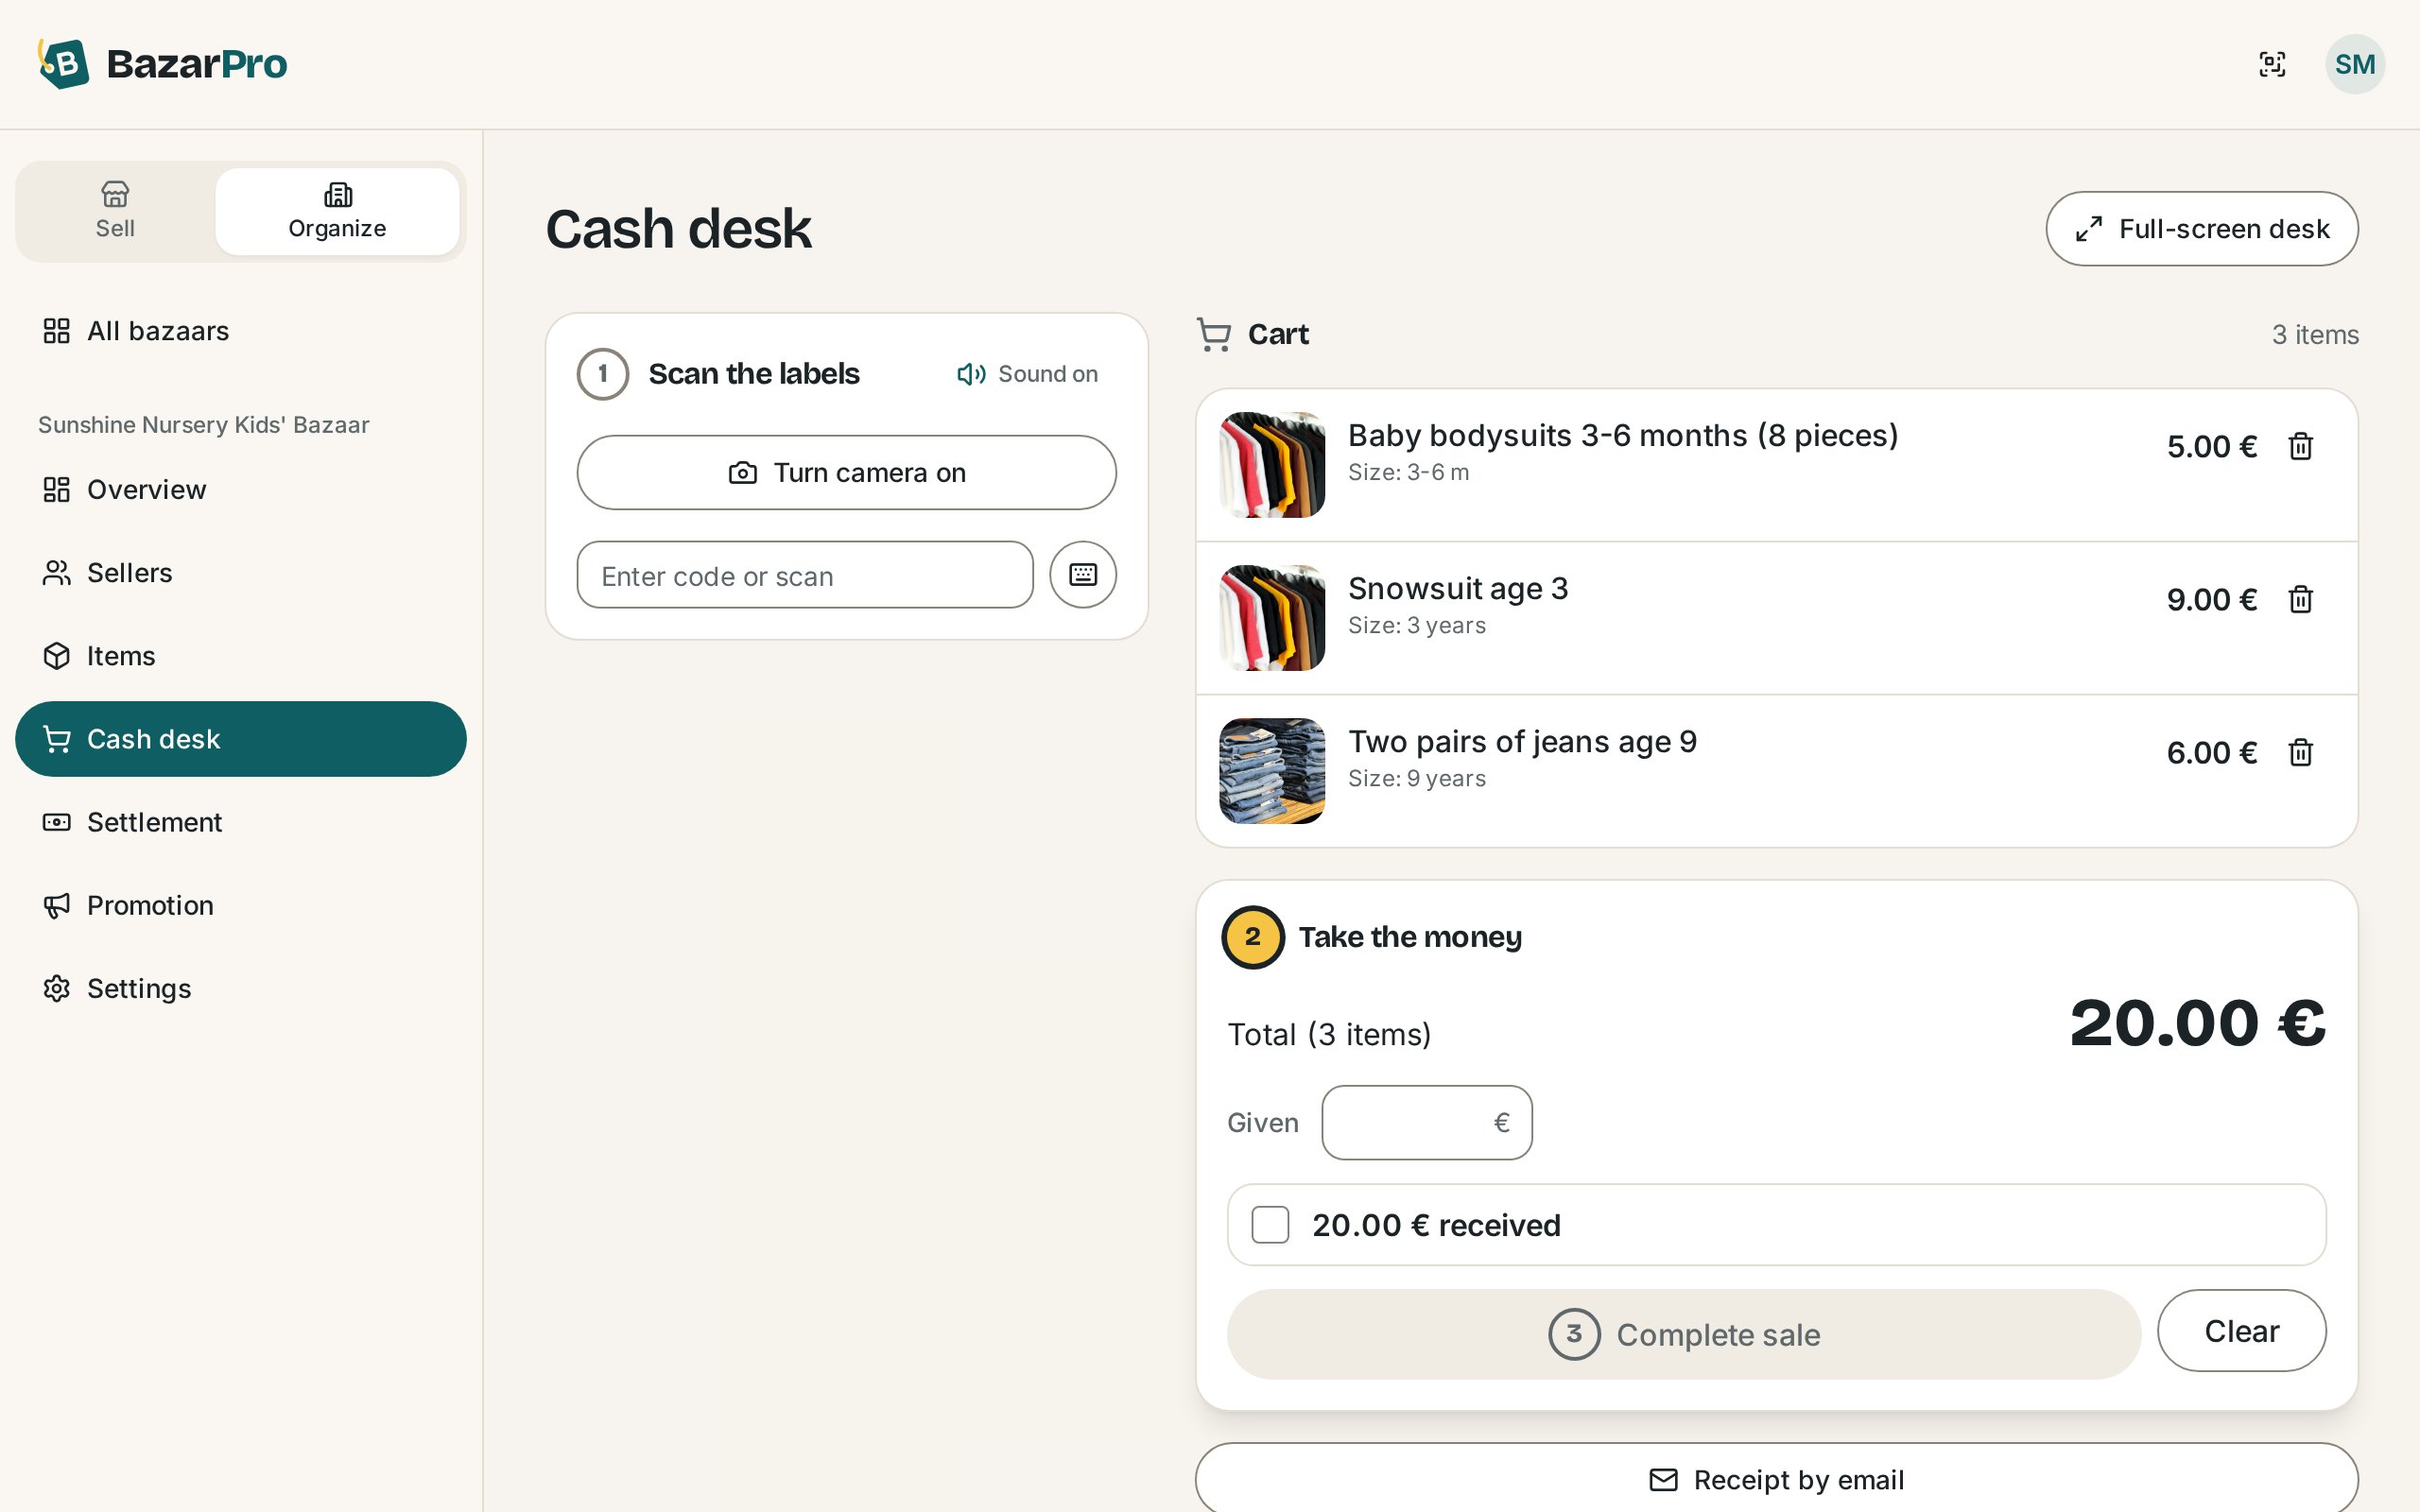 B BazarPro
SM
Sell
Organize
All bazaars
Sunshine Nursery Kids' Bazaar
Overview
Sellers
Items
Cash desk
Settlement
Promotion
Settings
Cash desk
Full-screen desk
1 Scan the labels
Sound on
Turn camera on
Enter code or scan
Cart
3 items
Baby bodysuits 3-6 months (8 pieces)
Size: 3-6 m
5.00 €
Snowsuit age 3
Size: 3 years
9.00 €
Two pairs of jeans age 9
Size: 9 years
6.00 €
2 Take the money
Total (3 items)
20.00 €
Given
€
20.00 € received
3 Complete sale
Clear
Receipt by email